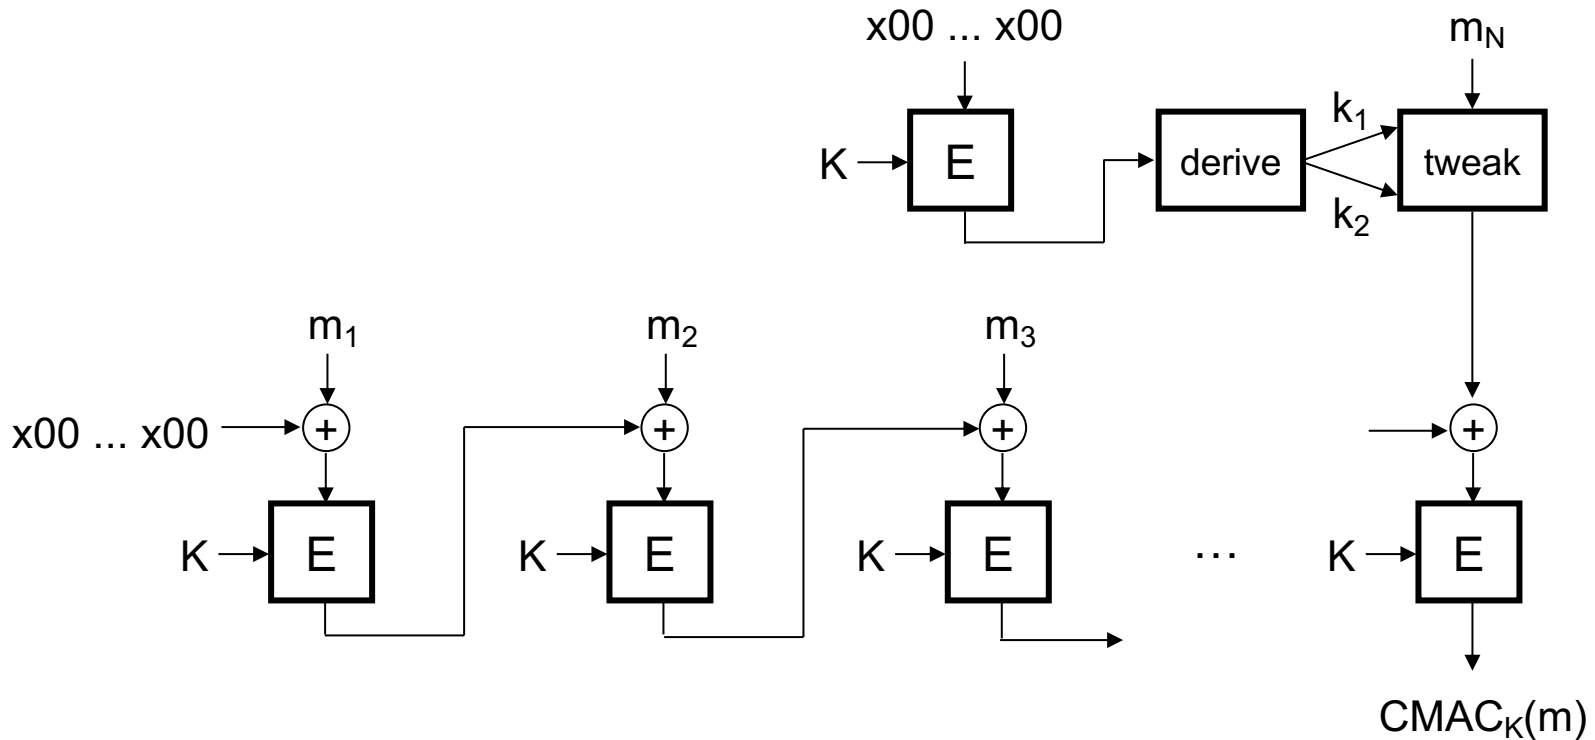 x00 ... x00
m_N
K
E
derive
k_1
k_2
tweak
m_1
m_2
m_3
x00 ... x00
+
+
+
+
K
E
K
E
K
E
...
K
E
CMAC_K(m)